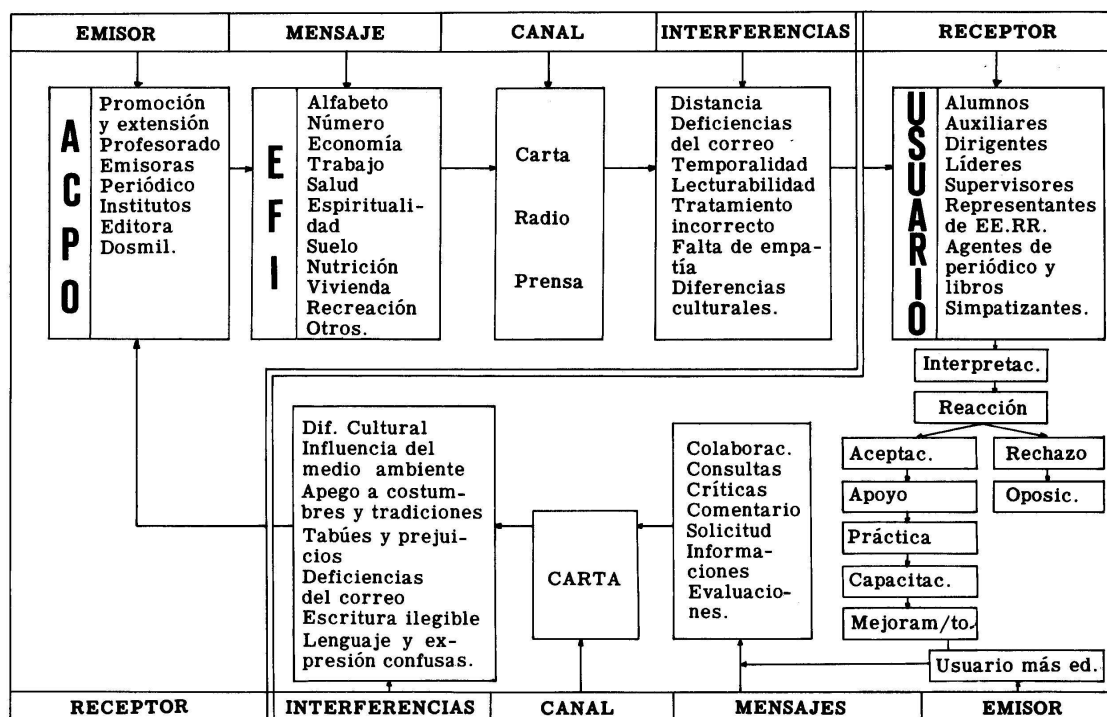 EMISOR
MENSAJE
CANAL
INTERFERENCIAS
RECEPTOR
ACPO
Promoción
y extensión
Profesorado
Emisoras
Periódico
Institutos
Editora
Dosmil.
EFI
Alfabeto
Número
Economía
Trabajo
Salud
Espirituali-
dad
Suelo
Nutrición
Vivienda
Recreación
Otros.
Carta
Radio
Prensa
Distancia
Deficiencias
del correo
Temporalidad
Lecturabilidad
Tratamiento
incorrecto
Falta de empa-
tía
Diferencias
culturales.
USUARIO
Alumnos
Auxiliares
Dirigentes
Líderes
Supervisores
Representantes
de EE.RR.
Agentes de
periódico y
libros
Simpatizantes.
Interpretac.
Reacción
Aceptac.
Rechazo
Apoyo
Oposic.
Práctica
Capacitac.
Mejoram/to.
Usuario más ed.
Colaborac.
Consultas
Críticas
Comentario
Solicitud
Informa-
ciones
Evaluacio-
nes.
CARTA
Dif. Cultural
Influencia del
medio ambiente
Apego a costum-
bres y tradiciones
Tabúes y prejui-
cios
Deficiencias
del correo
Escritura ilegible
Lenguaje y ex-
presión confusas.
RECEPTOR
INTERFERENCIAS
CANAL
MENSAJES
EMISOR